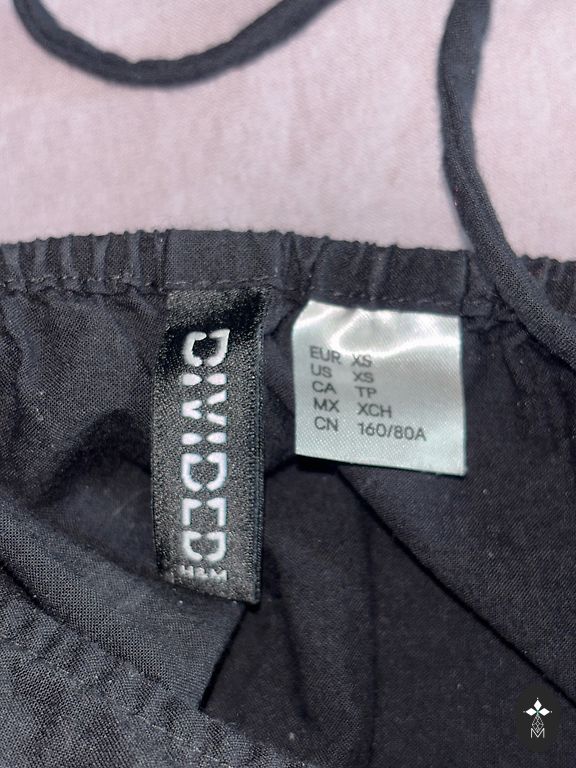 DIVIDED
H&M
EUR XS
US XS
CA TP
MX XCH
CN 160/80A
M